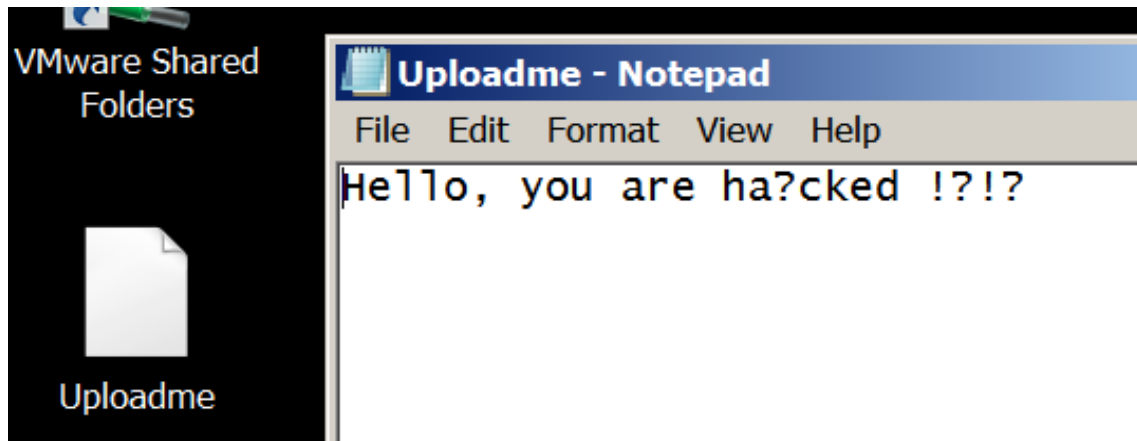 VMware Shared
Folders
Uploadme
Uploadme - Notepad
File Edit Format View Help
Hello, you are ha?cked !?!?